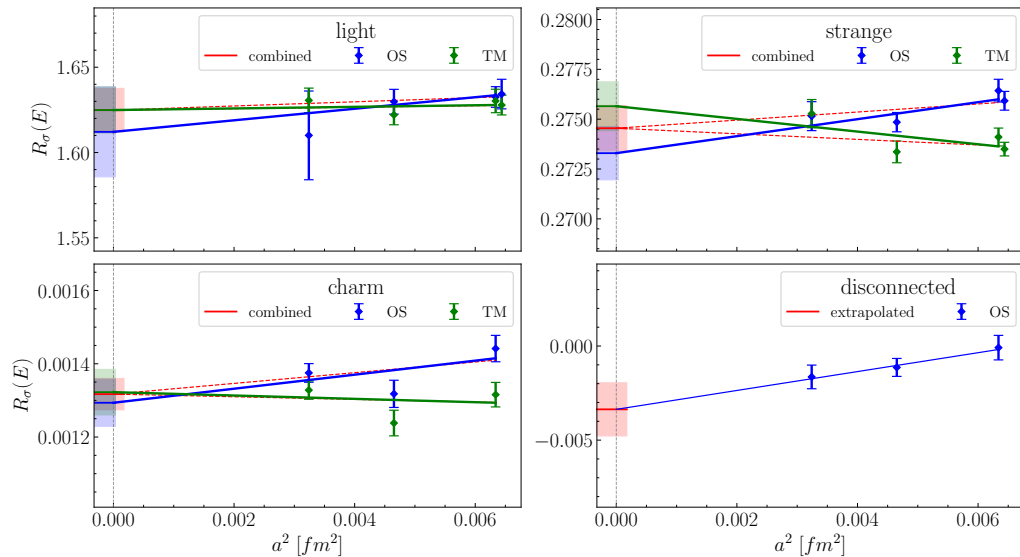 light
combined OS TM
1.65
1.60
1.55
R_σ(E)
strange
combined OS TM
0.2800
0.2775
0.2750
0.2725
0.2700
charm
combined OS TM
0.0016
0.0014
0.0012
R_σ(E)
0.000 0.002 0.004 0.006
a² [fm²]
disconnected
extrapolated OS
0.000
−0.005
0.000 0.002 0.004 0.006
a² [fm²]